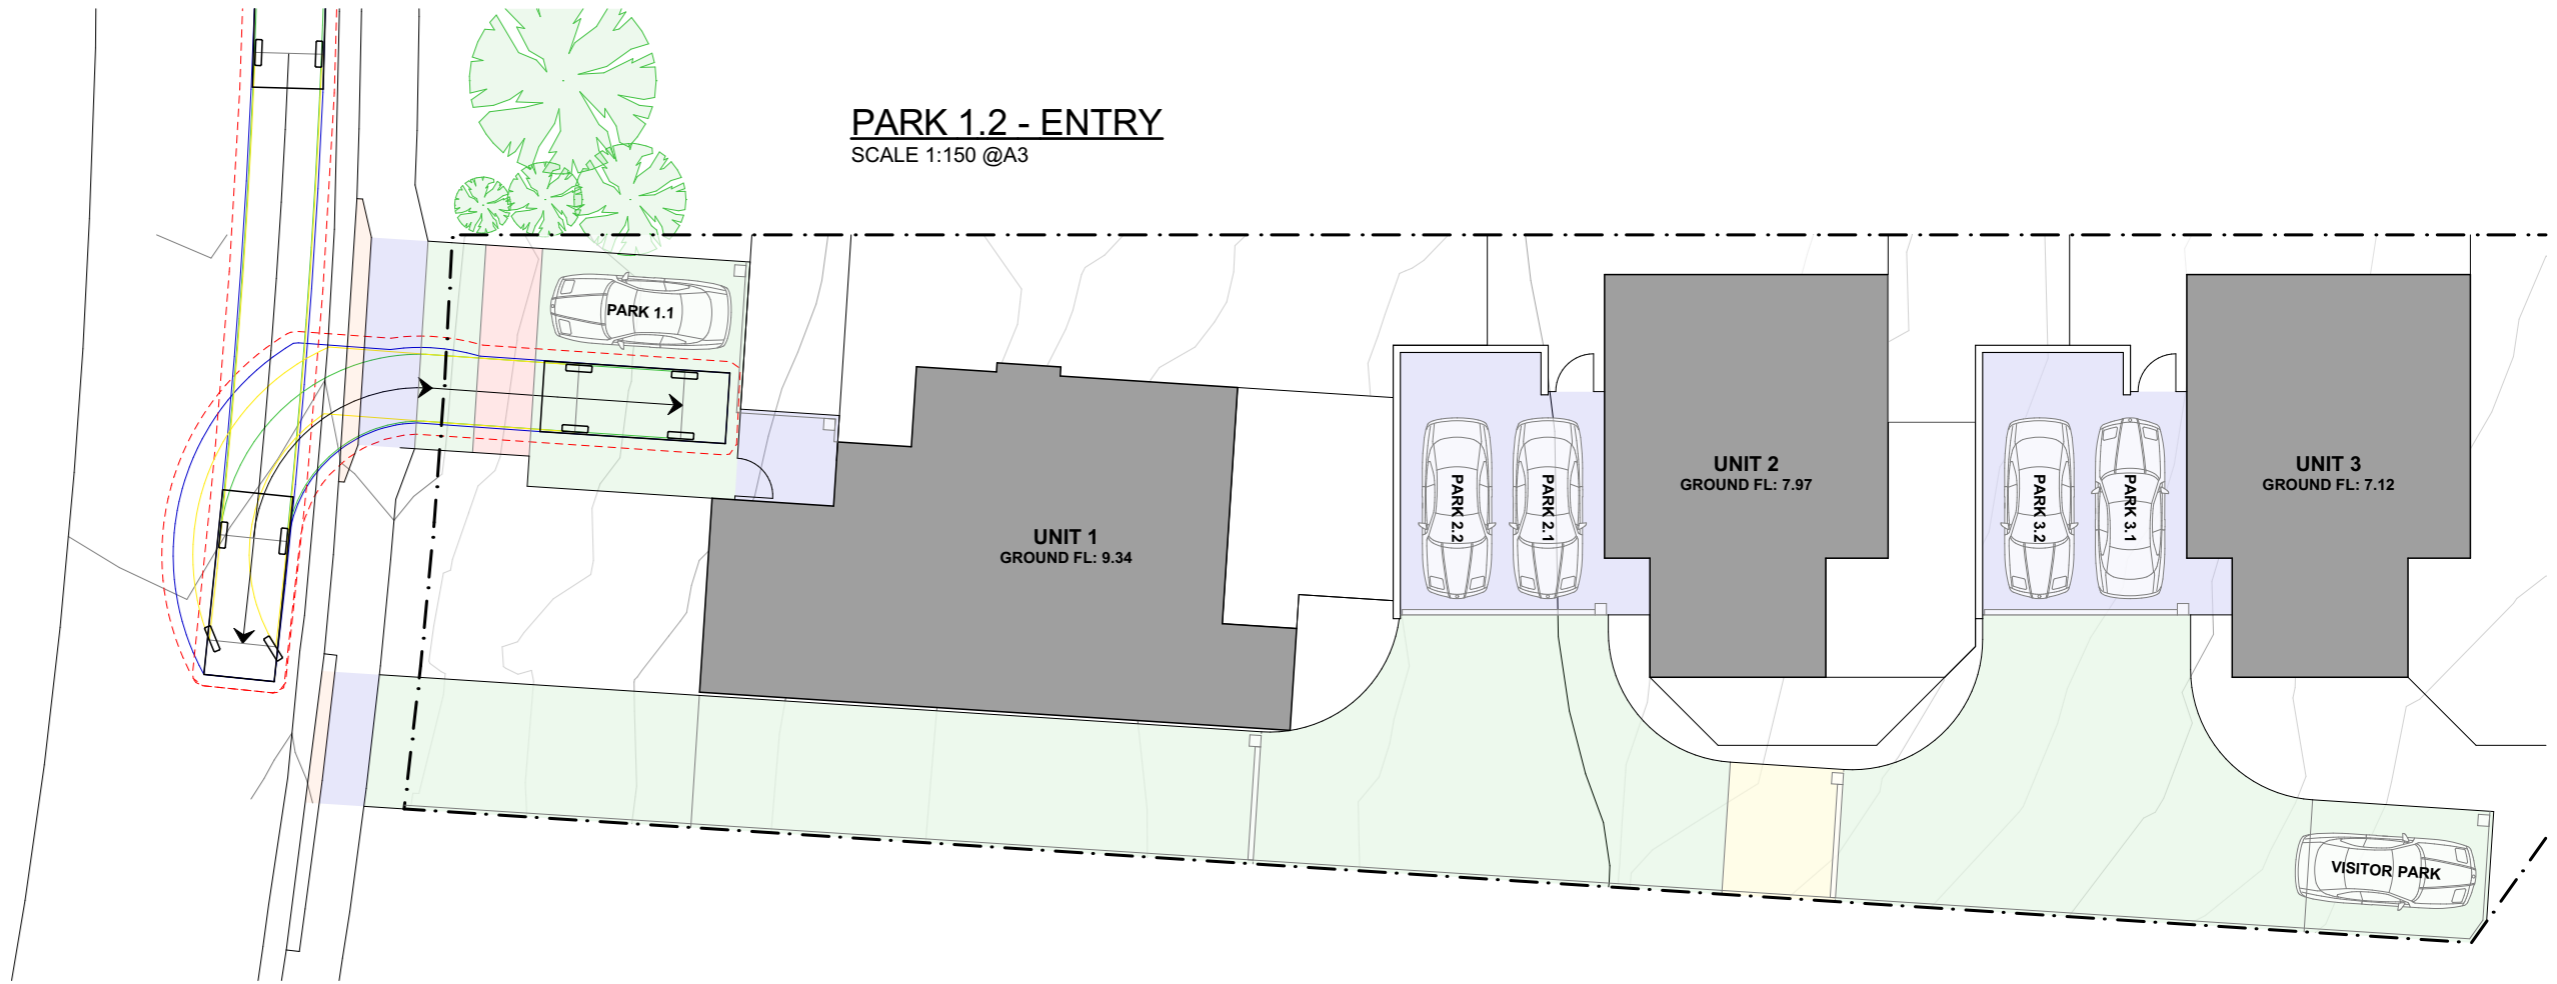 PARK 1.2 - ENTRY
SCALE 1:150 @A3
PARK 1.1
UNIT 1
GROUND FL: 9.34
PARK 2.2
PARK 2.1
UNIT 2
GROUND FL: 7.97
PARK 3.2
PARK 3.1
UNIT 3
GROUND FL: 7.12
VISITOR PARK